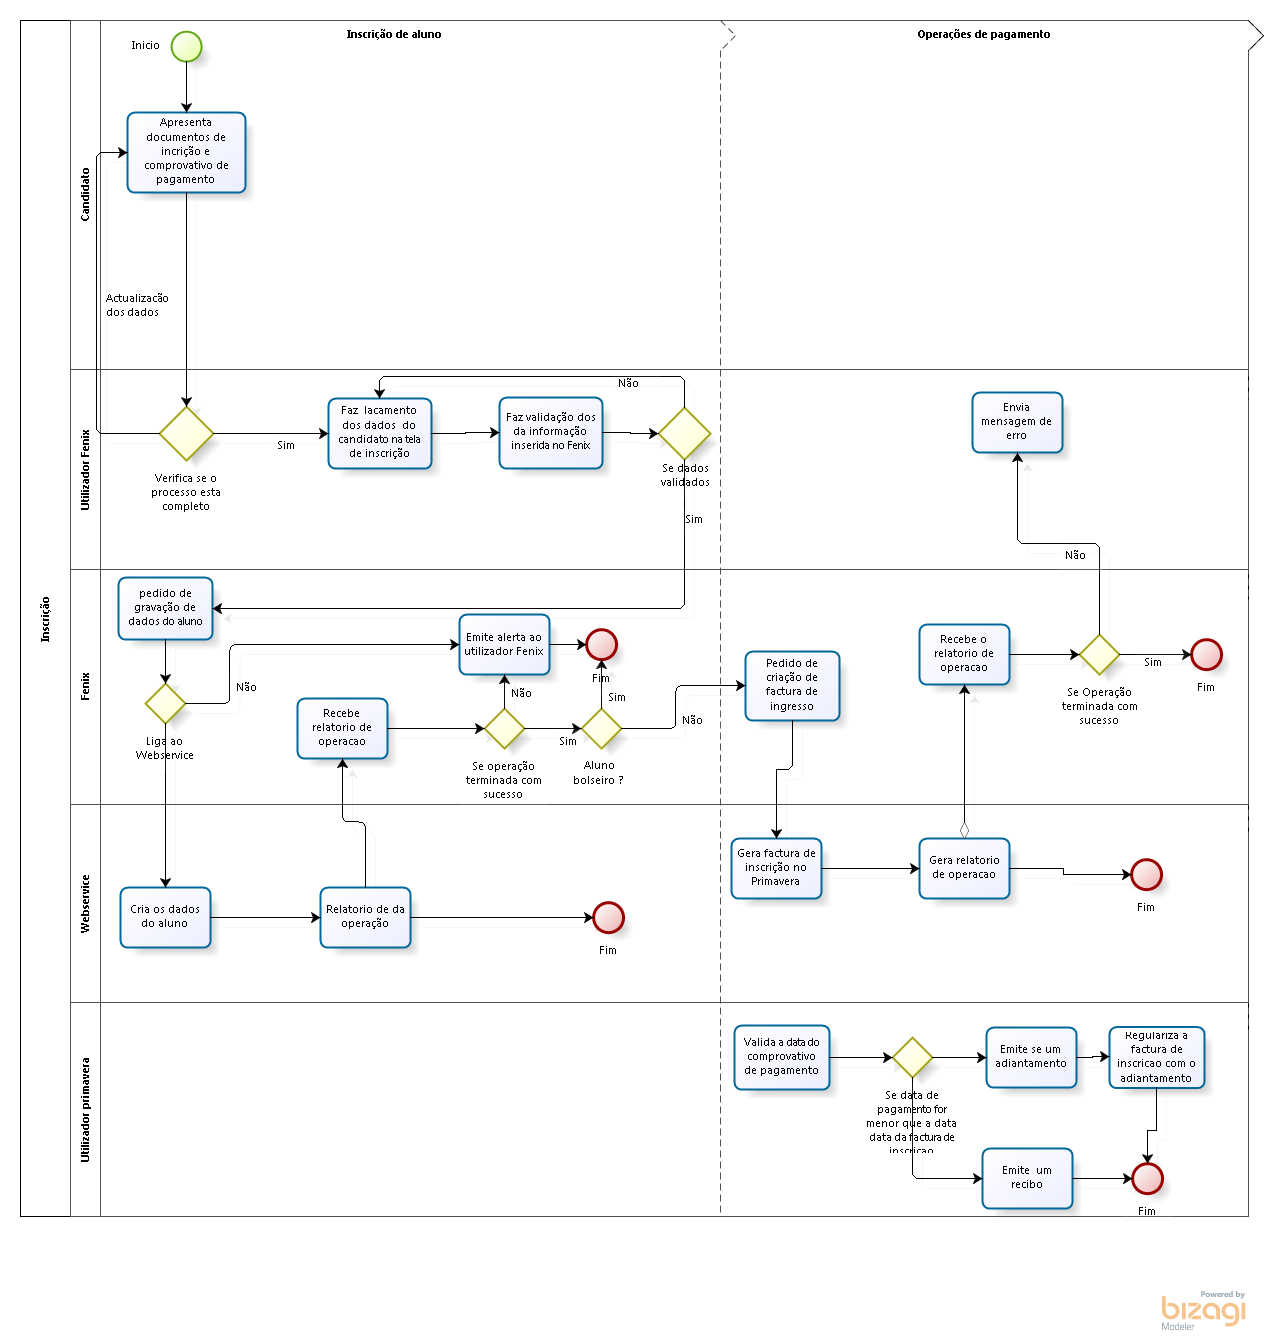 Inscrição de aluno
Operações de pagamento
Inscrição
Candidato
Inicio
Apresenta
documentos de
incrição e
comprovativo de
pagamento
Actualizacão
dos dados
Utilizador Fenix
Verifica se o
processo esta
completo
Sim
Faz lacamento
dos dados do
candidato na tela
de inscrição
Faz validação dos
da informação
inserida no Fenix
Não
Se dados
validados
Sim
Envia
mensagem de
erro
Não
Fenix
pedido de
gravação de
dados do aluno
Liga ao
Webservice
Não
Emite alerta ao
utilizador Fenix
Fim
Recebe
relatorio de
operacao
Não
Se operação
terminada com
sucesso
Sim
Sim
Aluno
bolseiro ?
Não
Pedido de
criação de
factura de
ingresso
Recebe o
relatorio de
operacao
Se Operação
terminada com
sucesso
Sim
Fim
Webservice
Cria os dados
do aluno
Relatorio de da
operação
Fim
Gera factura de
inscrição no
Primavera
Gera relatorio
de operacao
Fim
Utilizador primavera
Valida a data do
comprovativo
de pagamento
Se data de
pagamento for
menor que a data
data da factura de
inscricao
Emite se um
adiantamento
Regulariza a
factura de
inscricao com o
adiantamento
Emite um
recibo
Fim
Powered by
bizagi
Modeler